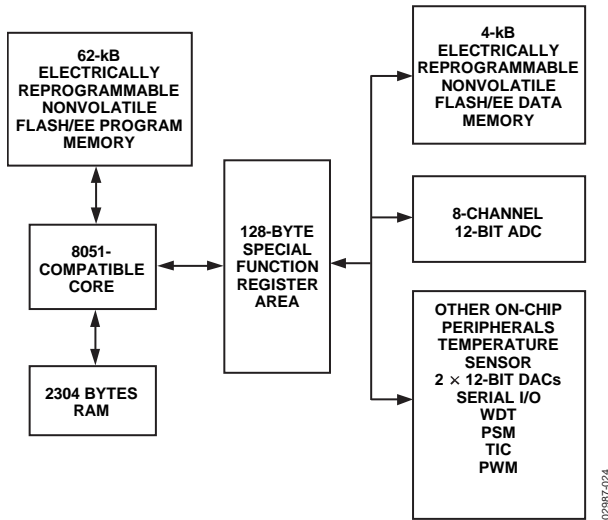 62-kB
ELECTRICALLY
REPROGRAMMABLE
NONVOLATILE
FLASH/EE PROGRAM
MEMORY
8051-
COMPATIBLE
CORE
2304 BYTES
RAM
128-BYTE
SPECIAL
FUNCTION
REGISTER
AREA
4-kB
ELECTRICALLY
REPROGRAMMABLE
NONVOLATILE
FLASH/EE DATA
MEMORY
8-CHANNEL
12-BIT ADC
OTHER ON-CHIP
PERIPHERALS
TEMPERATURE
SENSOR
2 × 12-BIT DACs
SERIAL I/O
WDT
PSM
TIC
PWM
02987-024